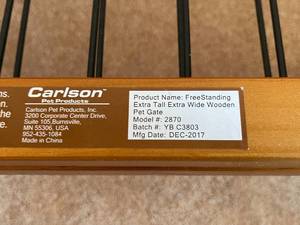 Carlson
Pet Products
Carlson Pet Products, Inc.
3200 Corporate Center Drive,
Suite 105,Burnsville,
MN 55306, USA
952-435-1084
Made in China
ns.
on.
the
Product Name: FreeStanding
Extra Tall Extra Wide Wooden
Pet Gate
Model #: 2870
Batch #: YB C3803
Mfg Date: DEC-2017